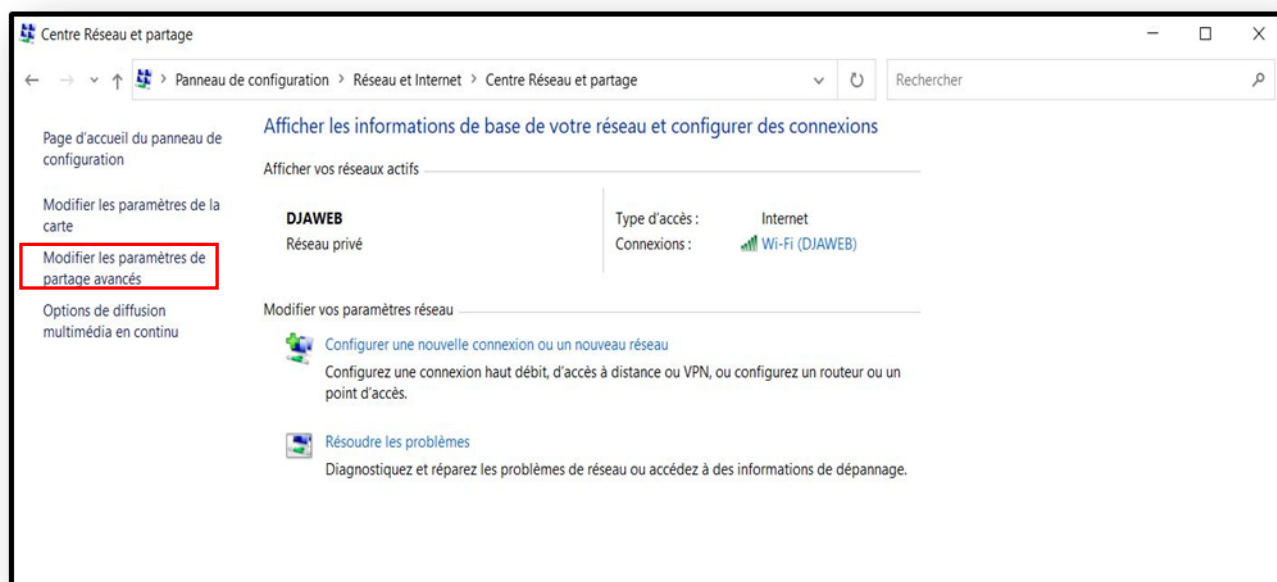 Centre Réseau et partage
Panneau de configuration > Réseau et Internet > Centre Réseau et partage
Rechercher
Page d'accueil du panneau de
configuration
Modifier les paramètres de la
carte
Modifier les paramètres de
partage avancés
Options de diffusion
multimédia en continu
Afficher les informations de base de votre réseau et configurer des connexions
Afficher vos réseaux actifs
DJAWEB
Réseau privé
Type d'accès : Internet
Connexions : Wi-Fi (DJAWEB)
Modifier vos paramètres réseau
Configurer une nouvelle connexion ou un nouveau réseau
Configurez une connexion haut débit, d'accès à distance ou VPN, ou configurez un routeur ou un
point d'accès.
Résoudre les problèmes
Diagnostiquez et réparez les problèmes de réseau ou accédez à des informations de dépannage.